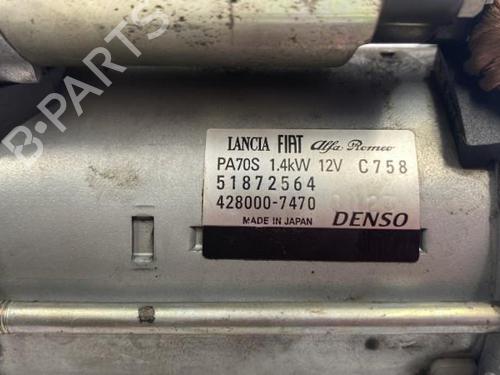 B-PARTS
LANCIA FIAT Alfa Romeo
PA70S 1.4kW 12V C758
51872564
428000-7470
MADE IN JAPAN DENSO